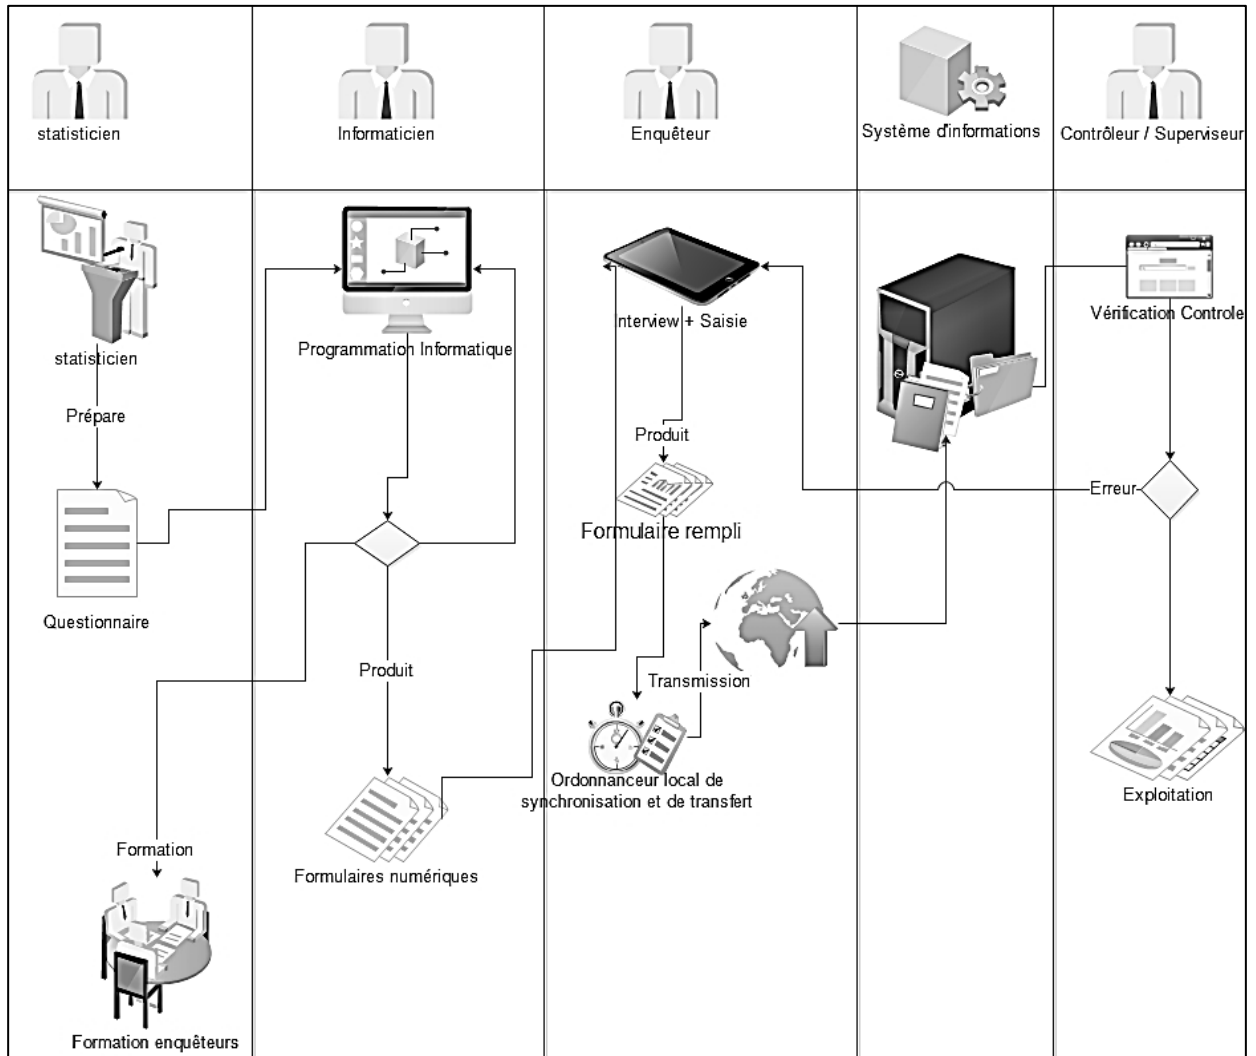 statisticien
Informaticien
Enquêteur
Système d'informations
Contrôleur / Superviseur
statisticien
Prépare
Questionnaire
Formation
Formation enquêteurs
Programmation Informatique
Produit
Formulaires numériques
Interview + Saisie
Produit
Formulaire rempli
Transmission
Ordonnanceur local de
synchronisation et de transfert
Vérification Controle
Erreur
Exploitation